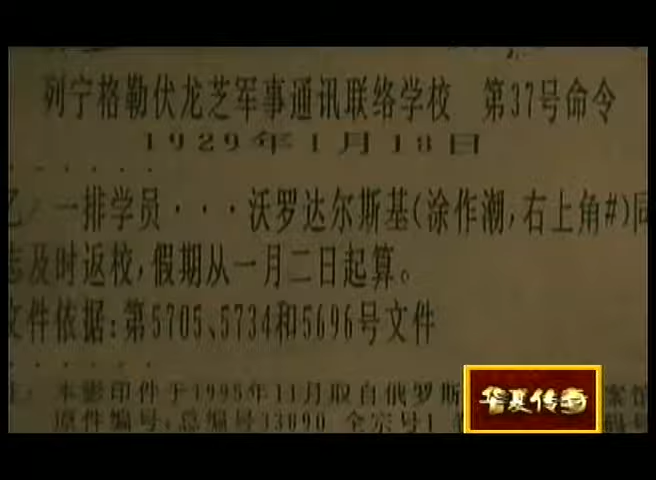 列宁格勒伏龙芝军事通讯联络学校 第37号命令
1929年1月18日
. . . . . .
一排学员···沃罗达尔斯基(涂作潮,右上角#)同
志及时返校,假期从一月二日起算。
文件依据:第5705、5734和5696号文件
. . . . . .
本影印件于1995年11月取自俄罗斯 案馆
原件编号:总编号33090 全宗号1 码号
华夏传奇